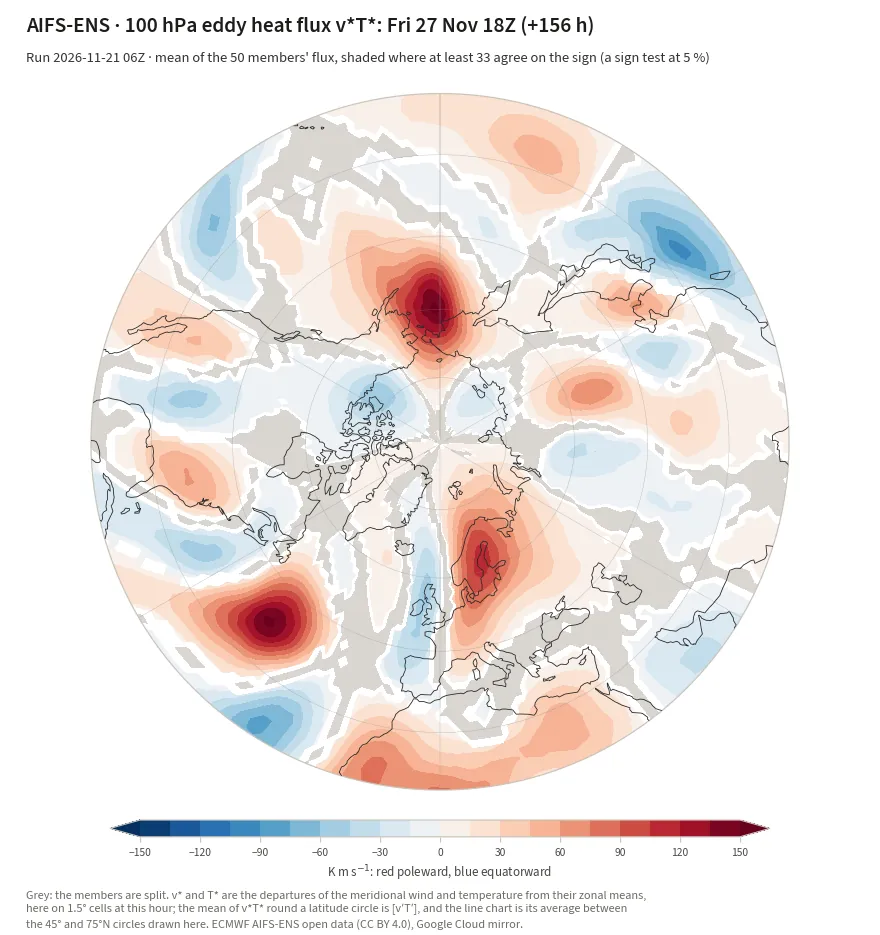 AIFS-ENS · 100 hPa eddy heat flux v*T*: Fri 27 Nov 18Z (+156 h)
Run 2026-11-21 06Z · mean of the 50 members' flux, shaded where at least 33 agree on the sign (a sign test at 5 %)
−150 −120 −90 −60 −30 0 30 60 90 120 150
K m s⁻¹: red poleward, blue equatorward
Grey: the members are split. v* and T* are the departures of the meridional wind and temperature from their zonal means,
here on 1.5° cells at this hour; the mean of v*T* round a latitude circle is [v′T′], and the line chart is its average between
the 45° and 75°N circles drawn here. ECMWF AIFS-ENS open data (CC BY 4.0), Google Cloud mirror.